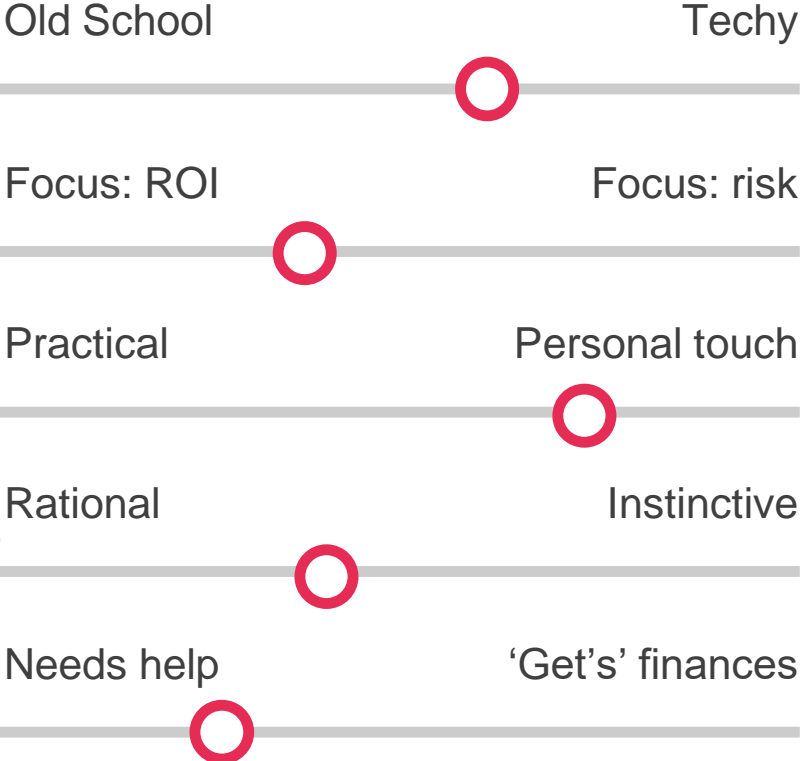 Old School Techy
Focus: ROI Focus: risk
Practical Personal touch
Rational Instinctive
Needs help ‘Get's’ finances